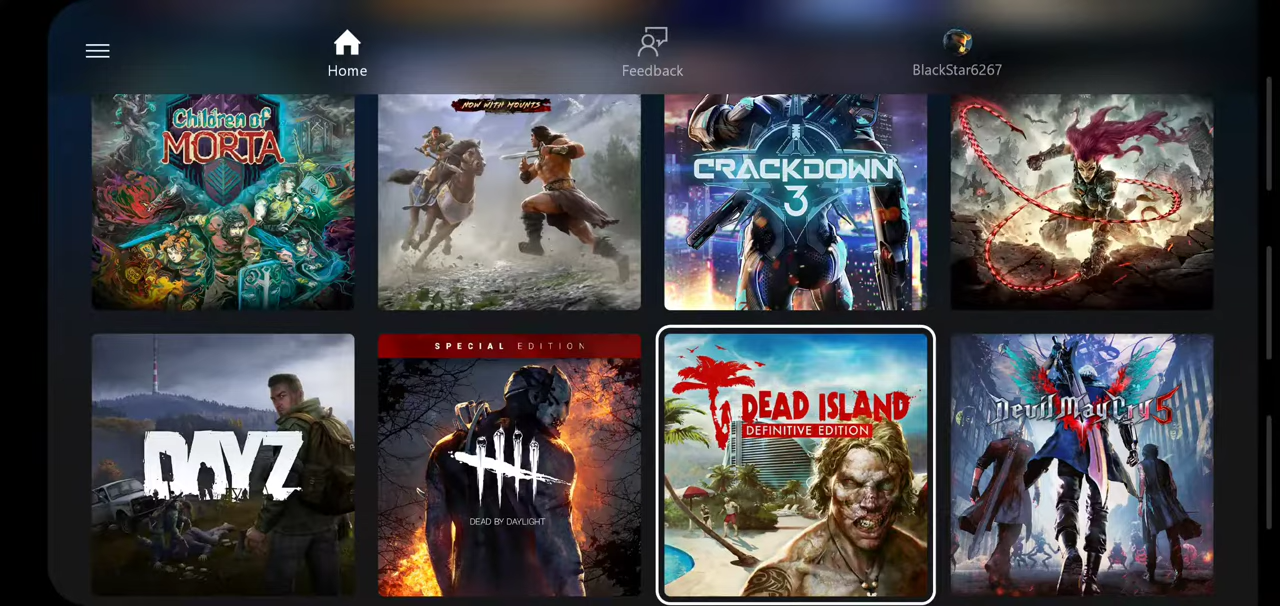 Home
Feedback
BlackStar6267
Children of
MORTA
NOW WITH MOUNTS
CRACKDOWN
3
DAYZ
SPECIAL EDITION
DEAD BY DAYLIGHT
DEAD ISLAND
DEFINITIVE EDITION
Devil May Cry 5